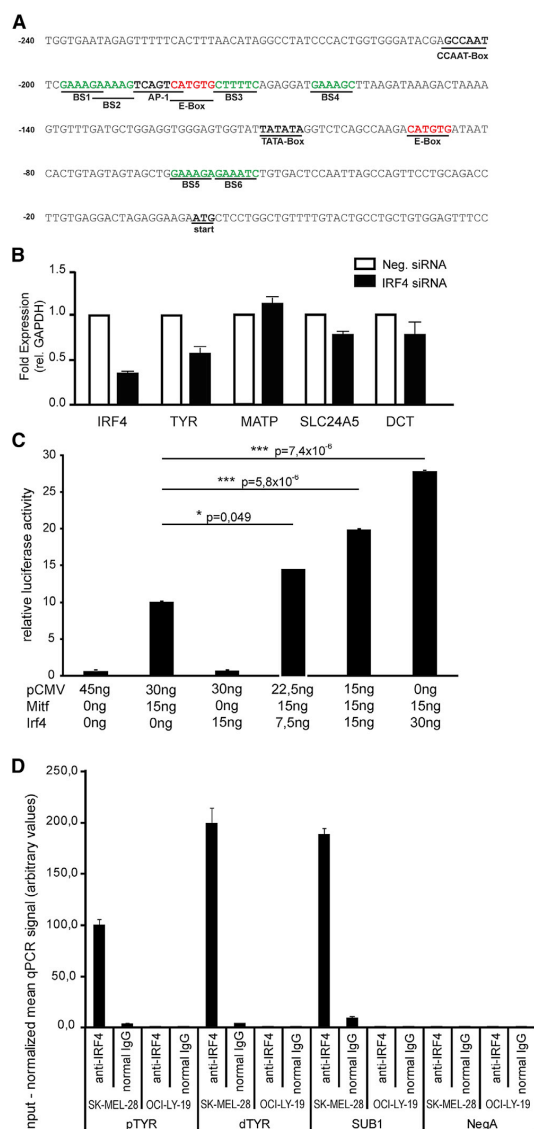 A
-240 TGGTGAATAGAGTTTTTCACTTTAACATAGGCCTATCCCACTGGTGGGATACGAGCCAAT
CCAAT-Box
-200 TCGAAAGAAAAGTCAGTCATGTGCTTTTCAGAGGATGAAAGCTTAAGATAAAGACTAAAA
BS1 BS2 AP-1 E-Box BS3 BS4
-140 GTGTTTGATGCTGGAGGTGGGAGTGGTATTATATAGGTCTCAGCCAAGACATGTGATAAT
TATA-Box E-Box
-80 CACTGTAGTAGTAGCTGGAAAGAGAAATCTGTGACTCCAATTAGCCAGTTCCTGCAGACC
BS5 BS6
-20 TTGTGAGGACTAGAGGAAGAATGCTCCTGGCTGTTTTGTACTGCCTGCTGTGGAGTTTCC
start
B
Neg. siRNA
IRF4 siRNA
Fold Expression
(rel. GAPDH)
1.5
1.0
0.5
0.0
IRF4 TYR MATP SLC24A5 DCT
C
relative luciferase activity
30
25
20
15
10
5
0
*** p=7,4x10-6
*** p=5,8x10-6
* p=0,049
pCMV 45ng 30ng 30ng 22,5ng 15ng 0ng
Mitf 0ng 15ng 0ng 15ng 15ng 15ng
Irf4 0ng 0ng 15ng 7,5ng 15ng 30ng
D
Input - normalized mean qPCR signal (arbitrary values)
250,0
200,0
150,0
100,0
50,0
0,0
anti-IRF4 normal IgG anti-IRF4 normal IgG anti-IRF4 normal IgG anti-IRF4 normal IgG anti-IRF4 normal IgG anti-IRF4 normal IgG anti-IRF4 normal IgG anti-IRF4 normal IgG
SK-MEL-28 OCI-LY-19 SK-MEL-28 OCI-LY-19 SK-MEL-28 OCI-LY-19 SK-MEL-28 OCI-LY-19
pTYR dTYR SUB1 NegA